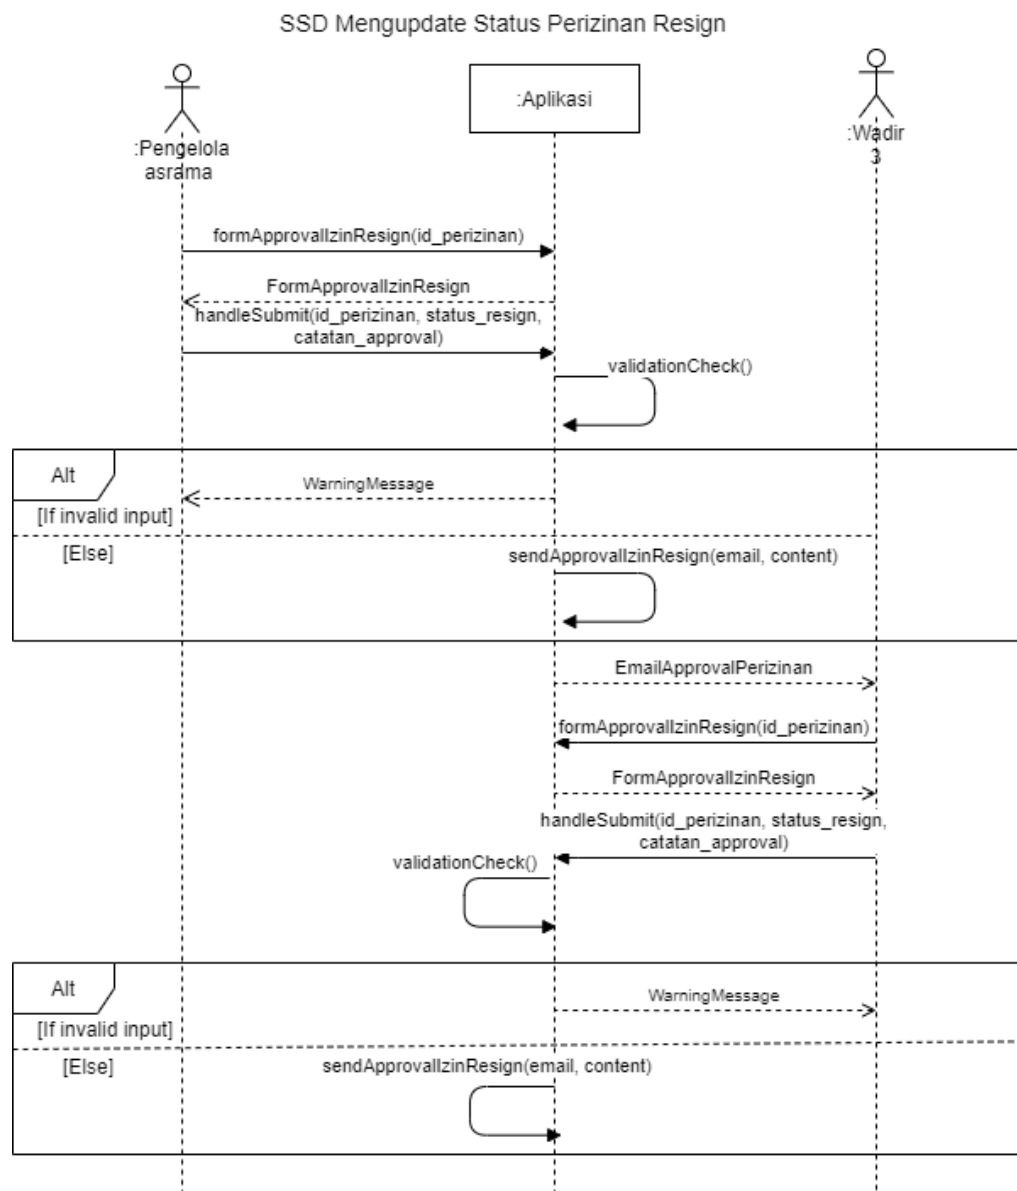 SSD Mengupdate Status Perizinan Resign
:Pengelola
asrama
:Aplikasi
:Wadir
3
formApprovalIzinResign(id_perizinan)
FormApprovalIzinResign
handleSubmit(id_perizinan, status_resign,
catatan_approval)
validationCheck()
Alt
WarningMessage
[If invalid input]
[Else]
sendApprovalIzinResign(email, content)
EmailApprovalPerizinan
formApprovalIzinResign(id_perizinan)
FormApprovalIzinResign
handleSubmit(id_perizinan, status_resign,
catatan_approval)
validationCheck()
Alt
WarningMessage
[If invalid input]
[Else]
sendApprovalIzinResign(email, content)